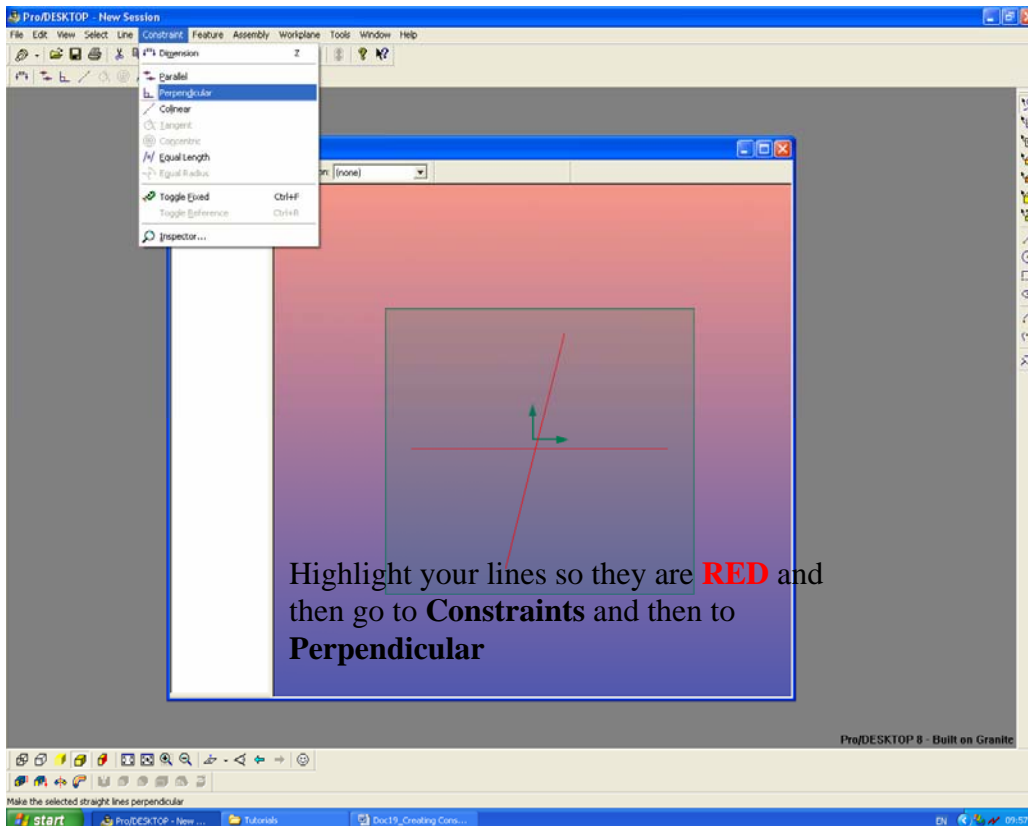 Pro/DESKTOP - New Session
File Edit View Select Line Constraint Feature Assembly Workplane Tools Window Help
Dimension Z
Parallel
Perpendicular
Colinear
Tangent
Concentric
Equal Length
Equal Radius
Toggle Fixed Ctrl+F
Toggle Reference Ctrl+R
Inspector...
(none)
Highlight your lines so they are RED and
then go to Constraints and then to
Perpendicular
Pro/DESKTOP 8 - Built on Granite
Make the selected straight lines perpendicular
start Pro/DESKTOP - New ... Tutorials Doc19_Creating Cons... EN 09:57